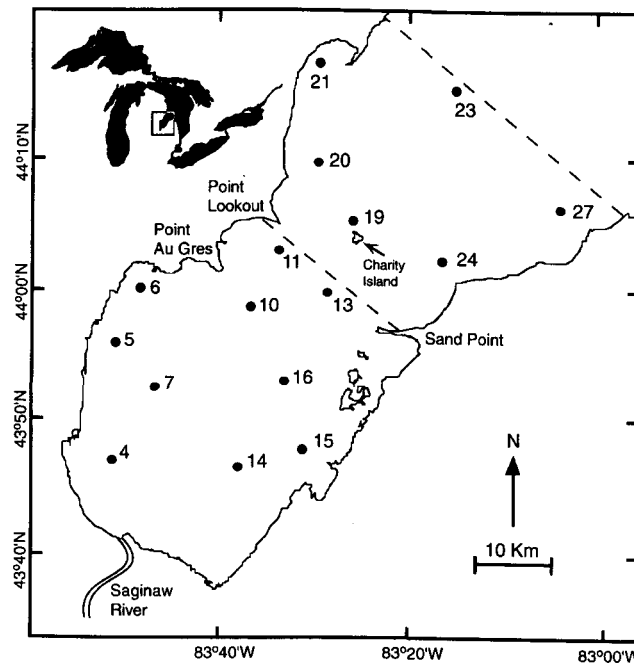 21
23
44°10'N
20
Point
Lookout
19
27
Point
Au Gres
11
Charity
Island
24
44°00'N
6
10
13
Sand Point
5
7
16
43°50'N
4
14
15
N
10 Km
43°40'N
Saginaw
River
83°40'W
83°20'W
83°00'W